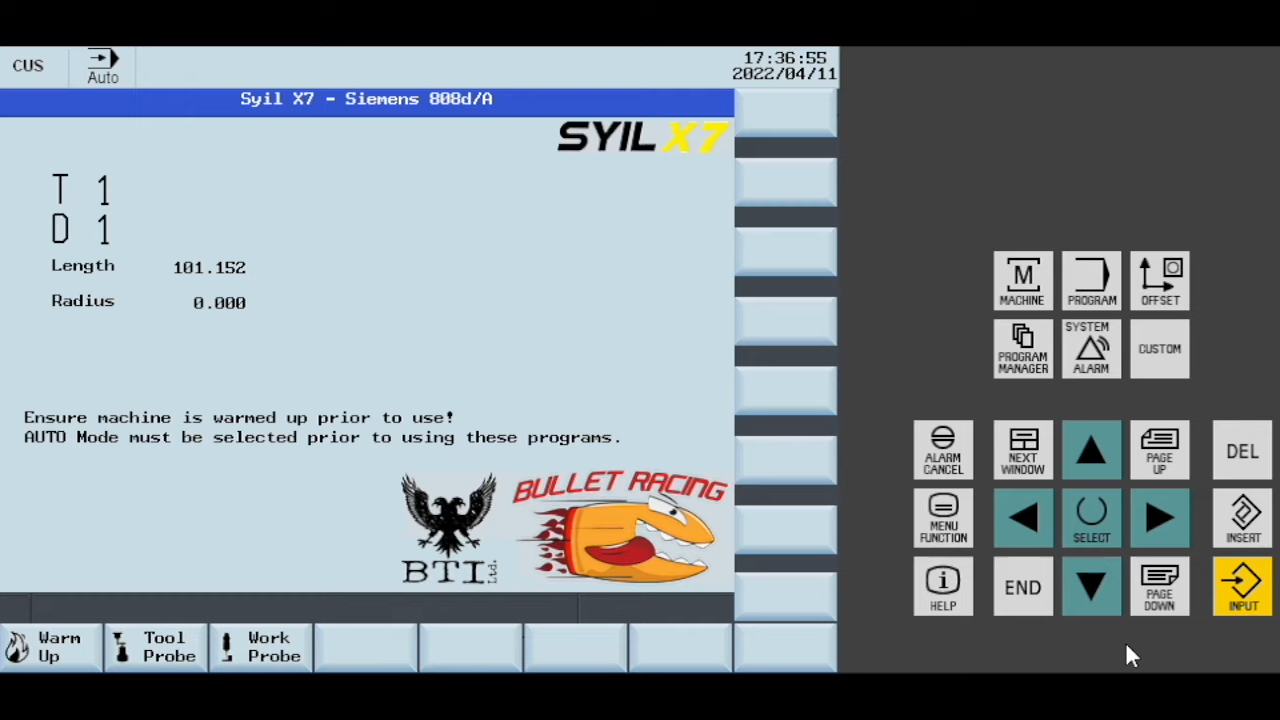 CUS
Auto
17:36:55
2022/04/11
Syil X7 - Siemens 808d/A
SYIL X7
T 1
D 1
Length 101.152
Radius 0.000
Ensure machine is warmed up prior to use!
AUTO Mode must be selected prior to using these programs.
BULLET RACING
BTI Ltd.
Warm
Up
Tool
Probe
Work
Probe
M
MACHINE
PROGRAM
OFFSET
PROGRAM
MANAGER
SYSTEM
ALARM
CUSTOM
ALARM
CANCEL
NEXT
WINDOW
PAGE
UP
DEL
MENU
FUNCTION
SELECT
INSERT
HELP
END
PAGE
DOWN
INPUT